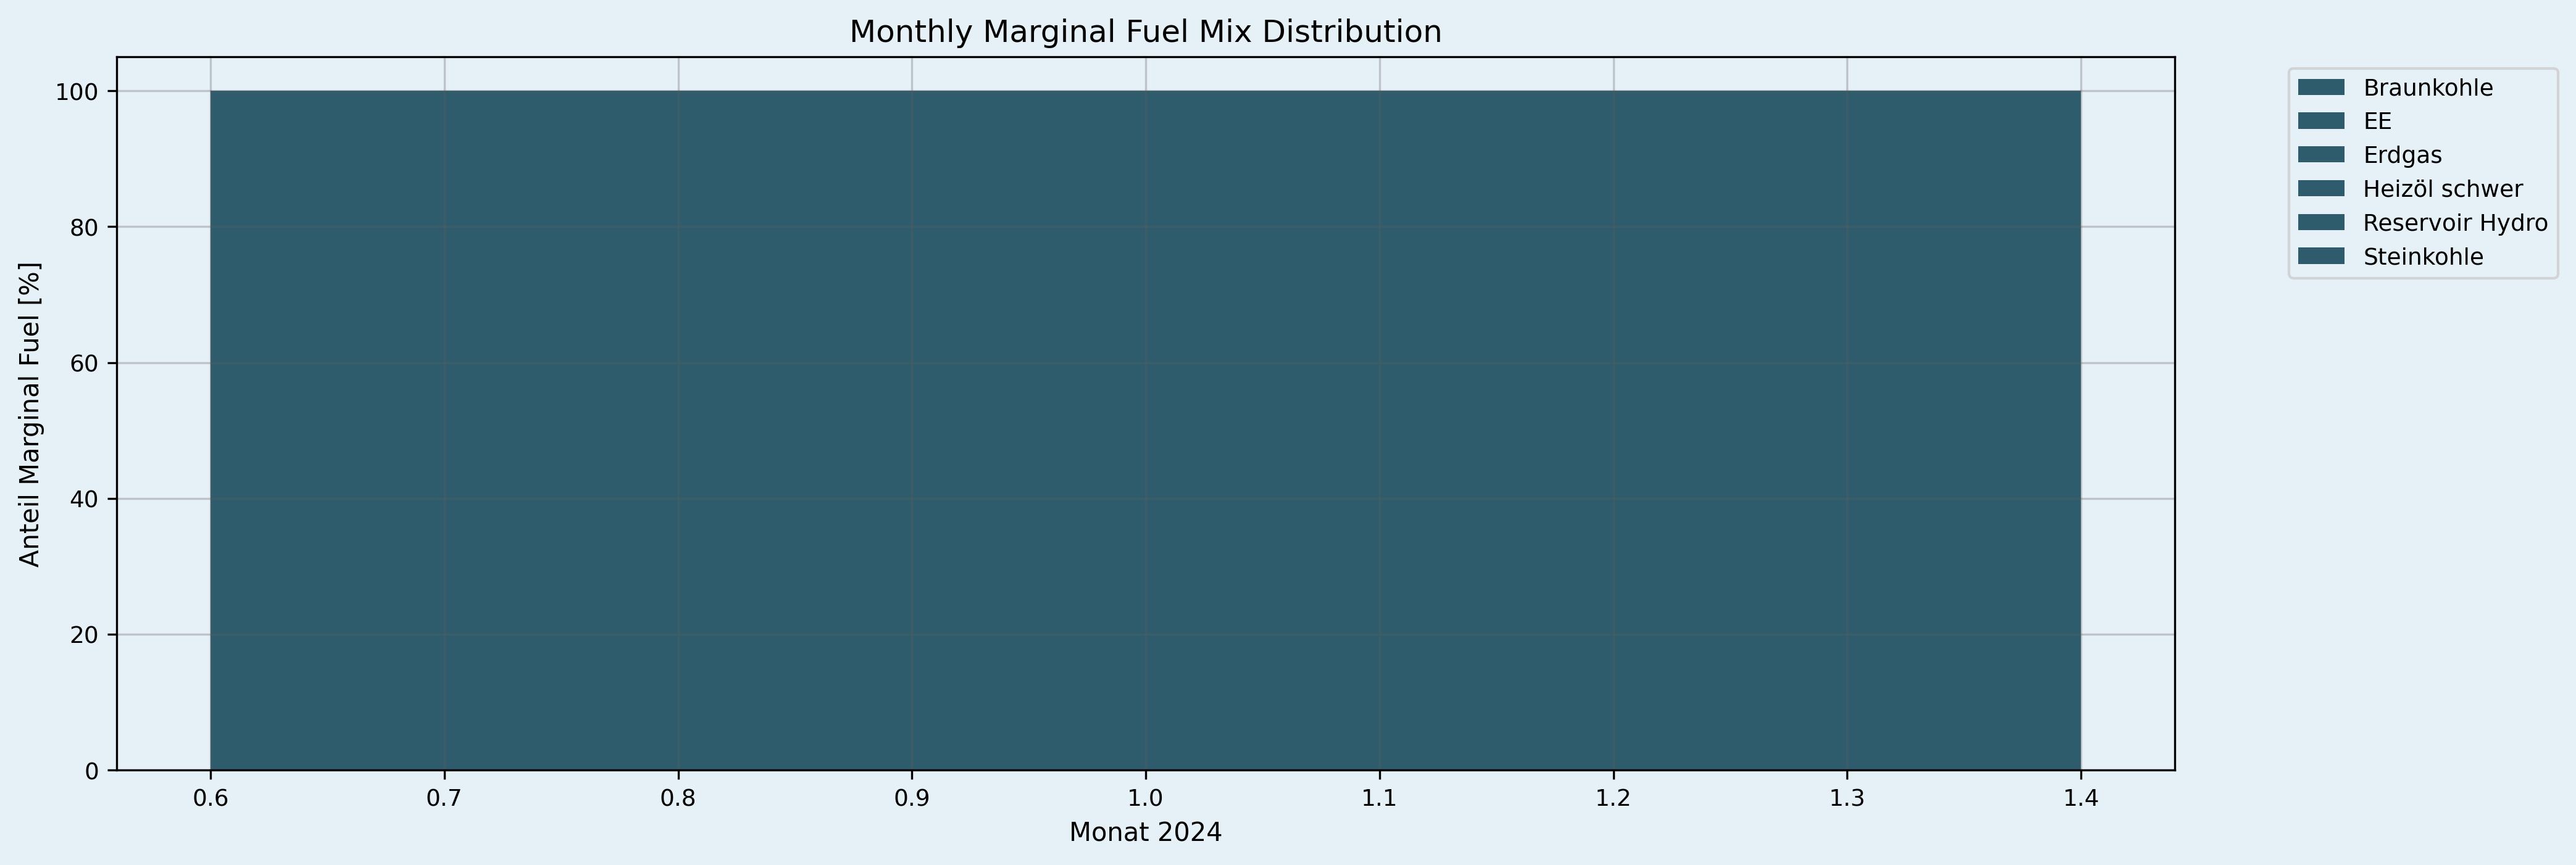 Monthly Marginal Fuel Mix Distribution
Anteil Marginal Fuel [%]
100
80
60
40
20
0
0.6 0.7 0.8 0.9 1.0 1.1 1.2 1.3 1.4
Monat 2024
Braunkohle
EE
Erdgas
Heizöl schwer
Reservoir Hydro
Steinkohle